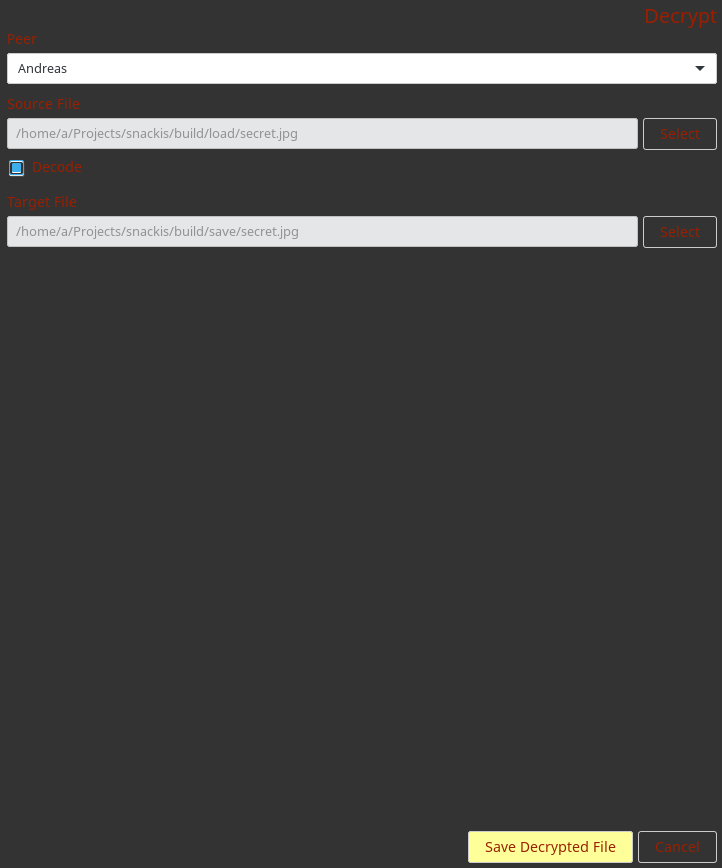 Decrypt
Peer
Andreas
Source File
/home/a/Projects/snackis/build/load/secret.jpg
Select
Decode
Target File
/home/a/Projects/snackis/build/save/secret.jpg
Select
Save Decrypted File
Cancel